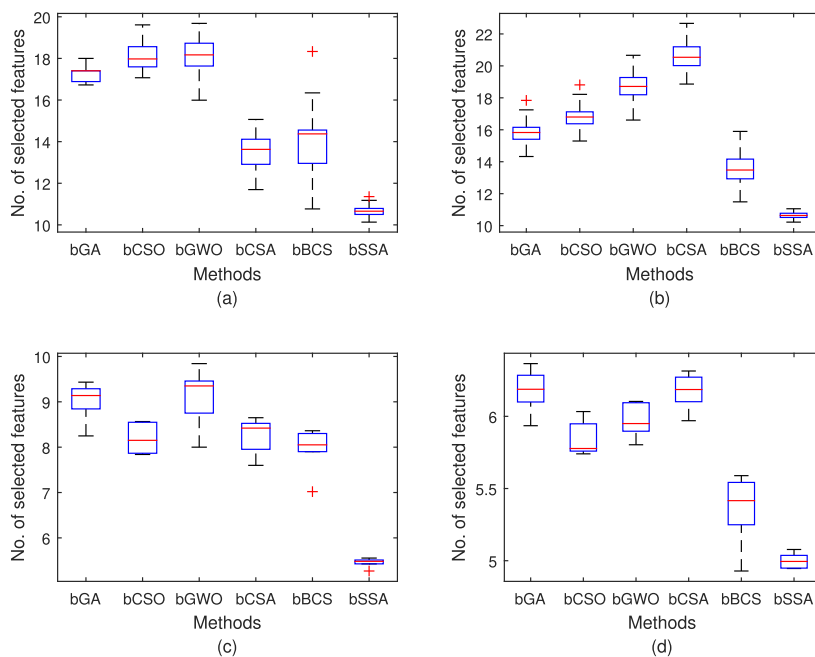 No. of selected features
20
18
16
14
12
10
bGA bCSO bGWO bCSA bBCS bSSA
Methods
(a)
No. of selected features
22
20
18
16
14
12
10
bGA bCSO bGWO bCSA bBCS bSSA
Methods
(b)
No. of selected features
10
9
8
7
6
bGA bCSO bGWO bCSA bBCS bSSA
Methods
(c)
No. of selected features
6
5.5
5
bGA bCSO bGWO bCSA bBCS bSSA
Methods
(d)